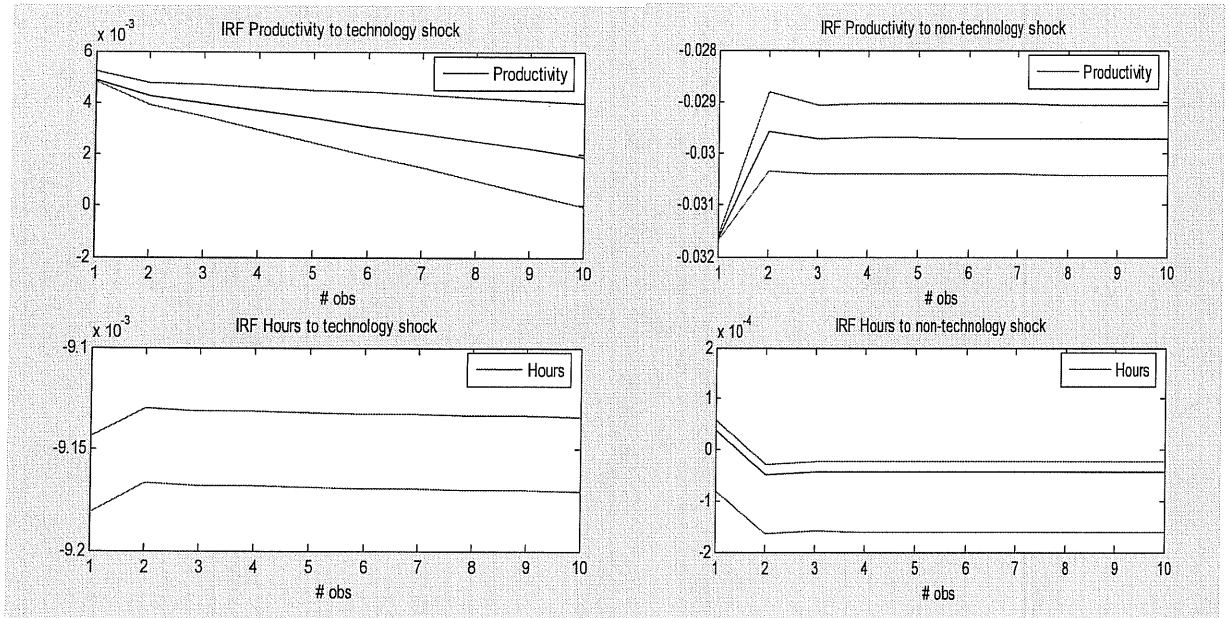 IRF Productivity to technology shock
x 10-3
6
4
2
0
-2
Productivity
1 2 3 4 5 6 7 8 9 10
# obs
IRF Productivity to non-technology shock
-0.028
-0.029
-0.03
-0.031
-0.032
Productivity
1 2 3 4 5 6 7 8 9 10
# obs
IRF Hours to technology shock
x 10-3
-9.1
-9.15
-9.2
Hours
1 2 3 4 5 6 7 8 9 10
# obs
IRF Hours to non-technology shock
x 10-4
2
1
0
-1
-2
Hours
1 2 3 4 5 6 7 8 9 10
# obs